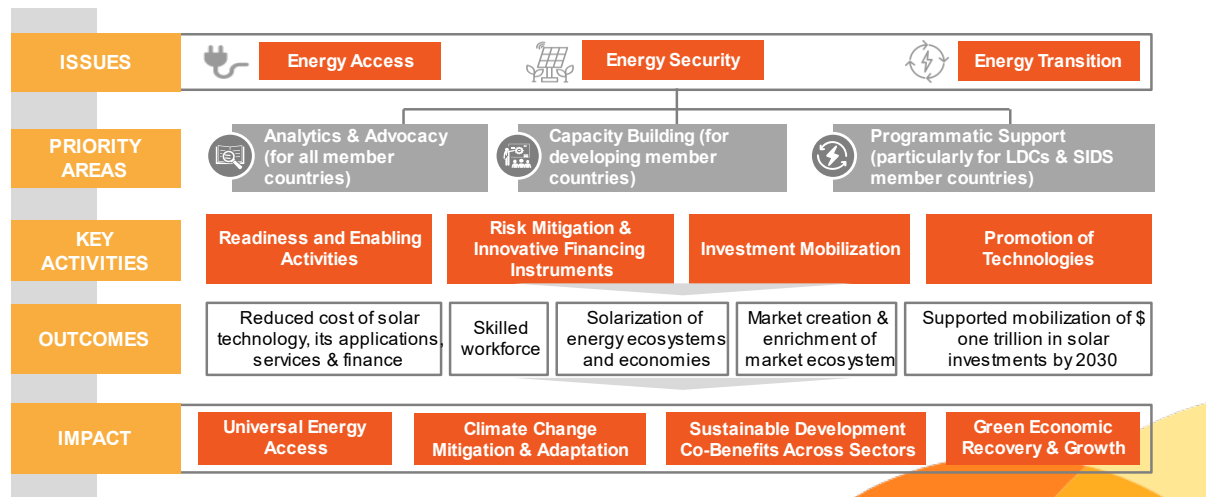 ISSUES
Energy Access
Energy Security
Energy Transition
PRIORITY
AREAS
Analytics & Advocacy
(for all member
countries)
Capacity Building (for
developing member
countries)
Programmatic Support
(particularly for LDCs & SIDS
member countries)
KEY
ACTIVITIES
Readiness and Enabling
Activities
Risk Mitigation &
Innovative Financing
Instruments
Investment Mobilization
Promotion of
Technologies
OUTCOMES
Reduced cost of solar
technology, its applications,
services & finance
Skilled
workforce
Solarization of
energy ecosystems
and economies
Market creation &
enrichment of
market ecosystem
Supported mobilization of $
one trillion in solar
investments by 2030
IMPACT
Universal Energy
Access
Climate Change
Mitigation & Adaptation
Sustainable Development
Co-Benefits Across Sectors
Green Economic
Recovery & Growth